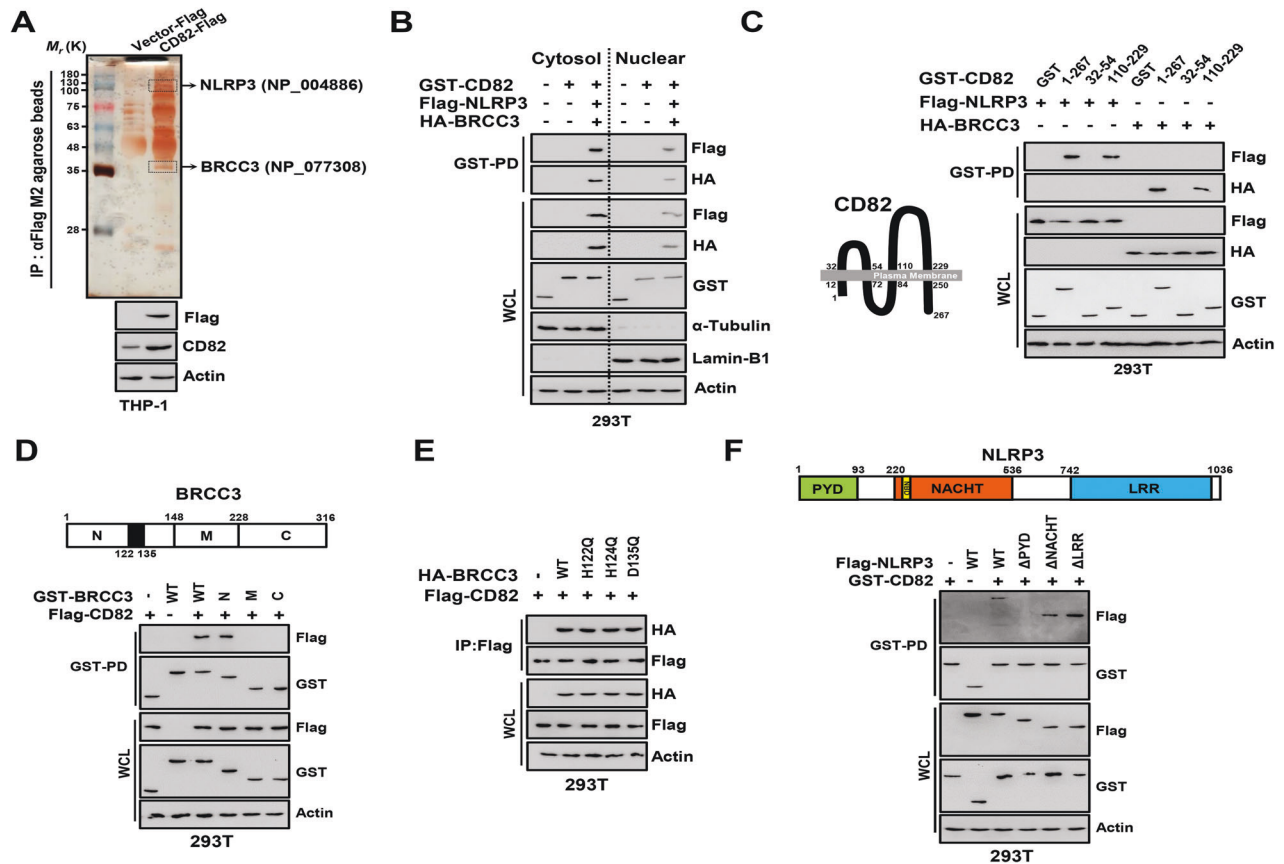 A
Vector-Flag
CD82-Flag
Mr (K)
180
130
100
75
63
48
35
28
NLRP3 (NP_004886)
BRCC3 (NP_077308)
IP : αFlag M2 agarose beads
Flag
CD82
Actin
THP-1
B
Cytosol Nuclear
GST-CD82 - + + - + +
Flag-NLRP3 - - + - - +
HA-BRCC3 - - + - - +
GST-PD
Flag
HA
WCL
Flag
HA
GST
α-Tubulin
Lamin-B1
Actin
293T
C
GST-CD82 GST 1-267 32-54 110-229 GST 1-267 32-54 110-229
Flag-NLRP3 + + + + - - - -
HA-BRCC3 - - - - + + + +
GST-PD
Flag
HA
WCL
Flag
HA
GST
Actin
293T
CD82
32 54 110 229
Plasma Membrane
12 72 84 250
1
267
D
BRCC3
1 148 228 316
N M C
122 135
GST-BRCC3 - WT WT N M C
Flag-CD82 + - + + + +
GST-PD
Flag
GST
WCL
Flag
GST
Actin
293T
E
HA-BRCC3 - WT H122Q H124Q D135Q
Flag-CD82 + + + + +
IP:Flag
HA
Flag
WCL
HA
Flag
Actin
293T
F
NLRP3
1 93 220 536 742 1036
PYD NACHT LRR
Flag-NLRP3 - WT WT ΔPYD ΔNACHT ΔLRR
GST-CD82 + - + + + +
GST-PD
Flag
GST
WCL
Flag
GST
Actin
293T